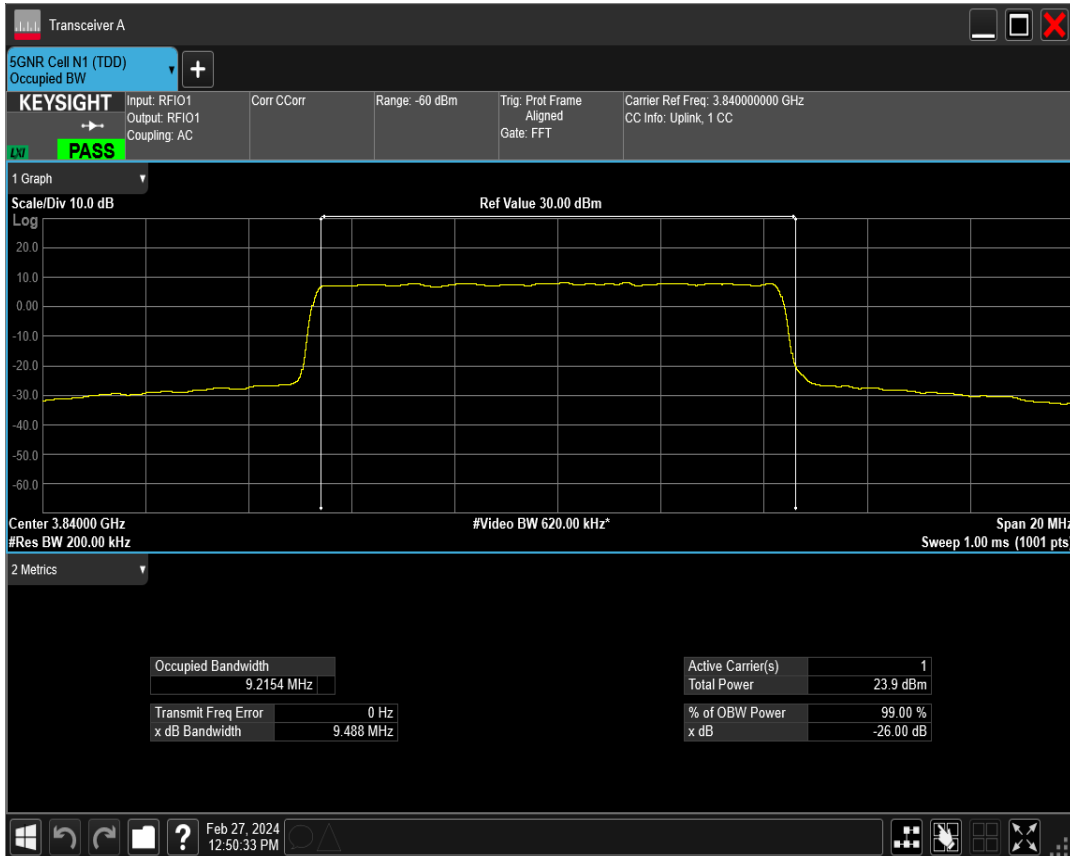 Transceiver A
5GNR Cell N1 (TDD)
Occupied BW
+
KEYSIGHT
LXI
PASS
Input: RFIO1
Output: RFIO1
Coupling: AC
Corr CCorr
Range: -60 dBm
Trig: Prot Frame
Aligned
Gate: FFT
Carrier Ref Freq: 3.840000000 GHz
CC Info: Uplink, 1 CC
1 Graph
Scale/Div 10.0 dB
Ref Value 30.00 dBm
Log
20.0
10.0
0.00
-10.0
-20.0
-30.0
-40.0
-50.0
-60.0
Center 3.84000 GHz
#Video BW 620.00 kHz*
Span 20 MHz
#Res BW 200.00 kHz
Sweep 1.00 ms (1001 pts)
2 Metrics
Occupied Bandwidth
9.2154 MHz
Transmit Freq Error 0 Hz
x dB Bandwidth 9.488 MHz
Active Carrier(s) 1
Total Power 23.9 dBm
% of OBW Power 99.00 %
x dB -26.00 dB
?
Feb 27, 2024
12:50:33 PM